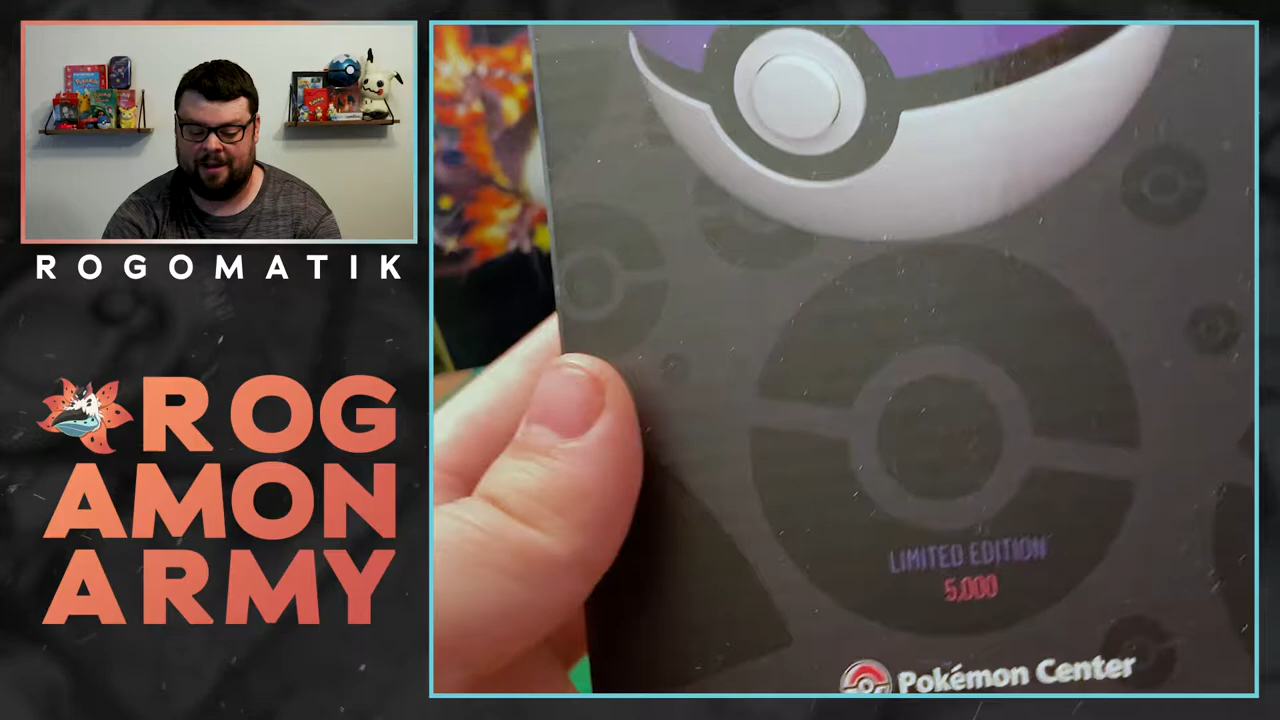 ROGOMATIK
ROG
AMON
ARMY
LIMITED EDITION
5,000
Pokémon Center